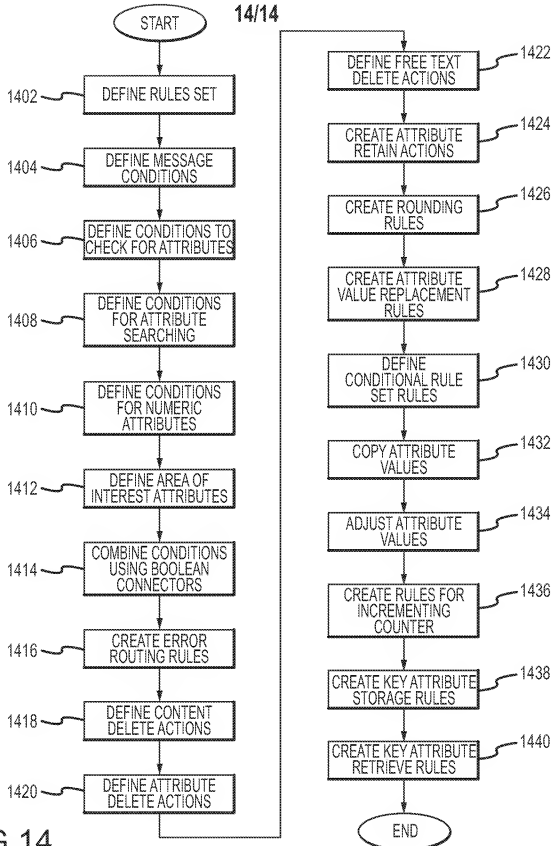 14/14
START
1402
DEFINE RULES SET
1404
DEFINE MESSAGE
CONDITIONS
1406
DEFINE CONDITIONS TO
CHECK FOR ATTRIBUTES
1408
DEFINE CONDITIONS
FOR ATTRIBUTE
SEARCHING
1410
DEFINE CONDITIONS
FOR NUMERIC
ATTRIBUTES
1412
DEFINE AREA OF
INTEREST ATTRIBUTES
1414
COMBINE CONDITIONS
USING BOOLEAN
CONNECTORS
1416
CREATE ERROR
ROUTING RULES
1418
DEFINE CONTENT
DELETE ACTIONS
1420
DEFINE ATTRIBUTE
DELETE ACTIONS
1422
DEFINE FREE TEXT
DELETE ACTIONS
1424
CREATE ATTRIBUTE
RETAIN ACTIONS
1426
CREATE ROUNDING
RULES
1428
CREATE ATTRIBUTE
VALUE REPLACEMENT
RULES
1430
DEFINE
CONDITIONAL RULE
SET RULES
1432
COPY ATTRIBUTE
VALUES
1434
ADJUST ATTRIBUTE
VALUES
1436
CREATE RULES FOR
INCREMENTING
COUNTER
1438
CREATE KEY ATTRIBUTE
STORAGE RULES
1440
CREATE KEY ATTRIBUTE
RETRIEVE RULES
END
14